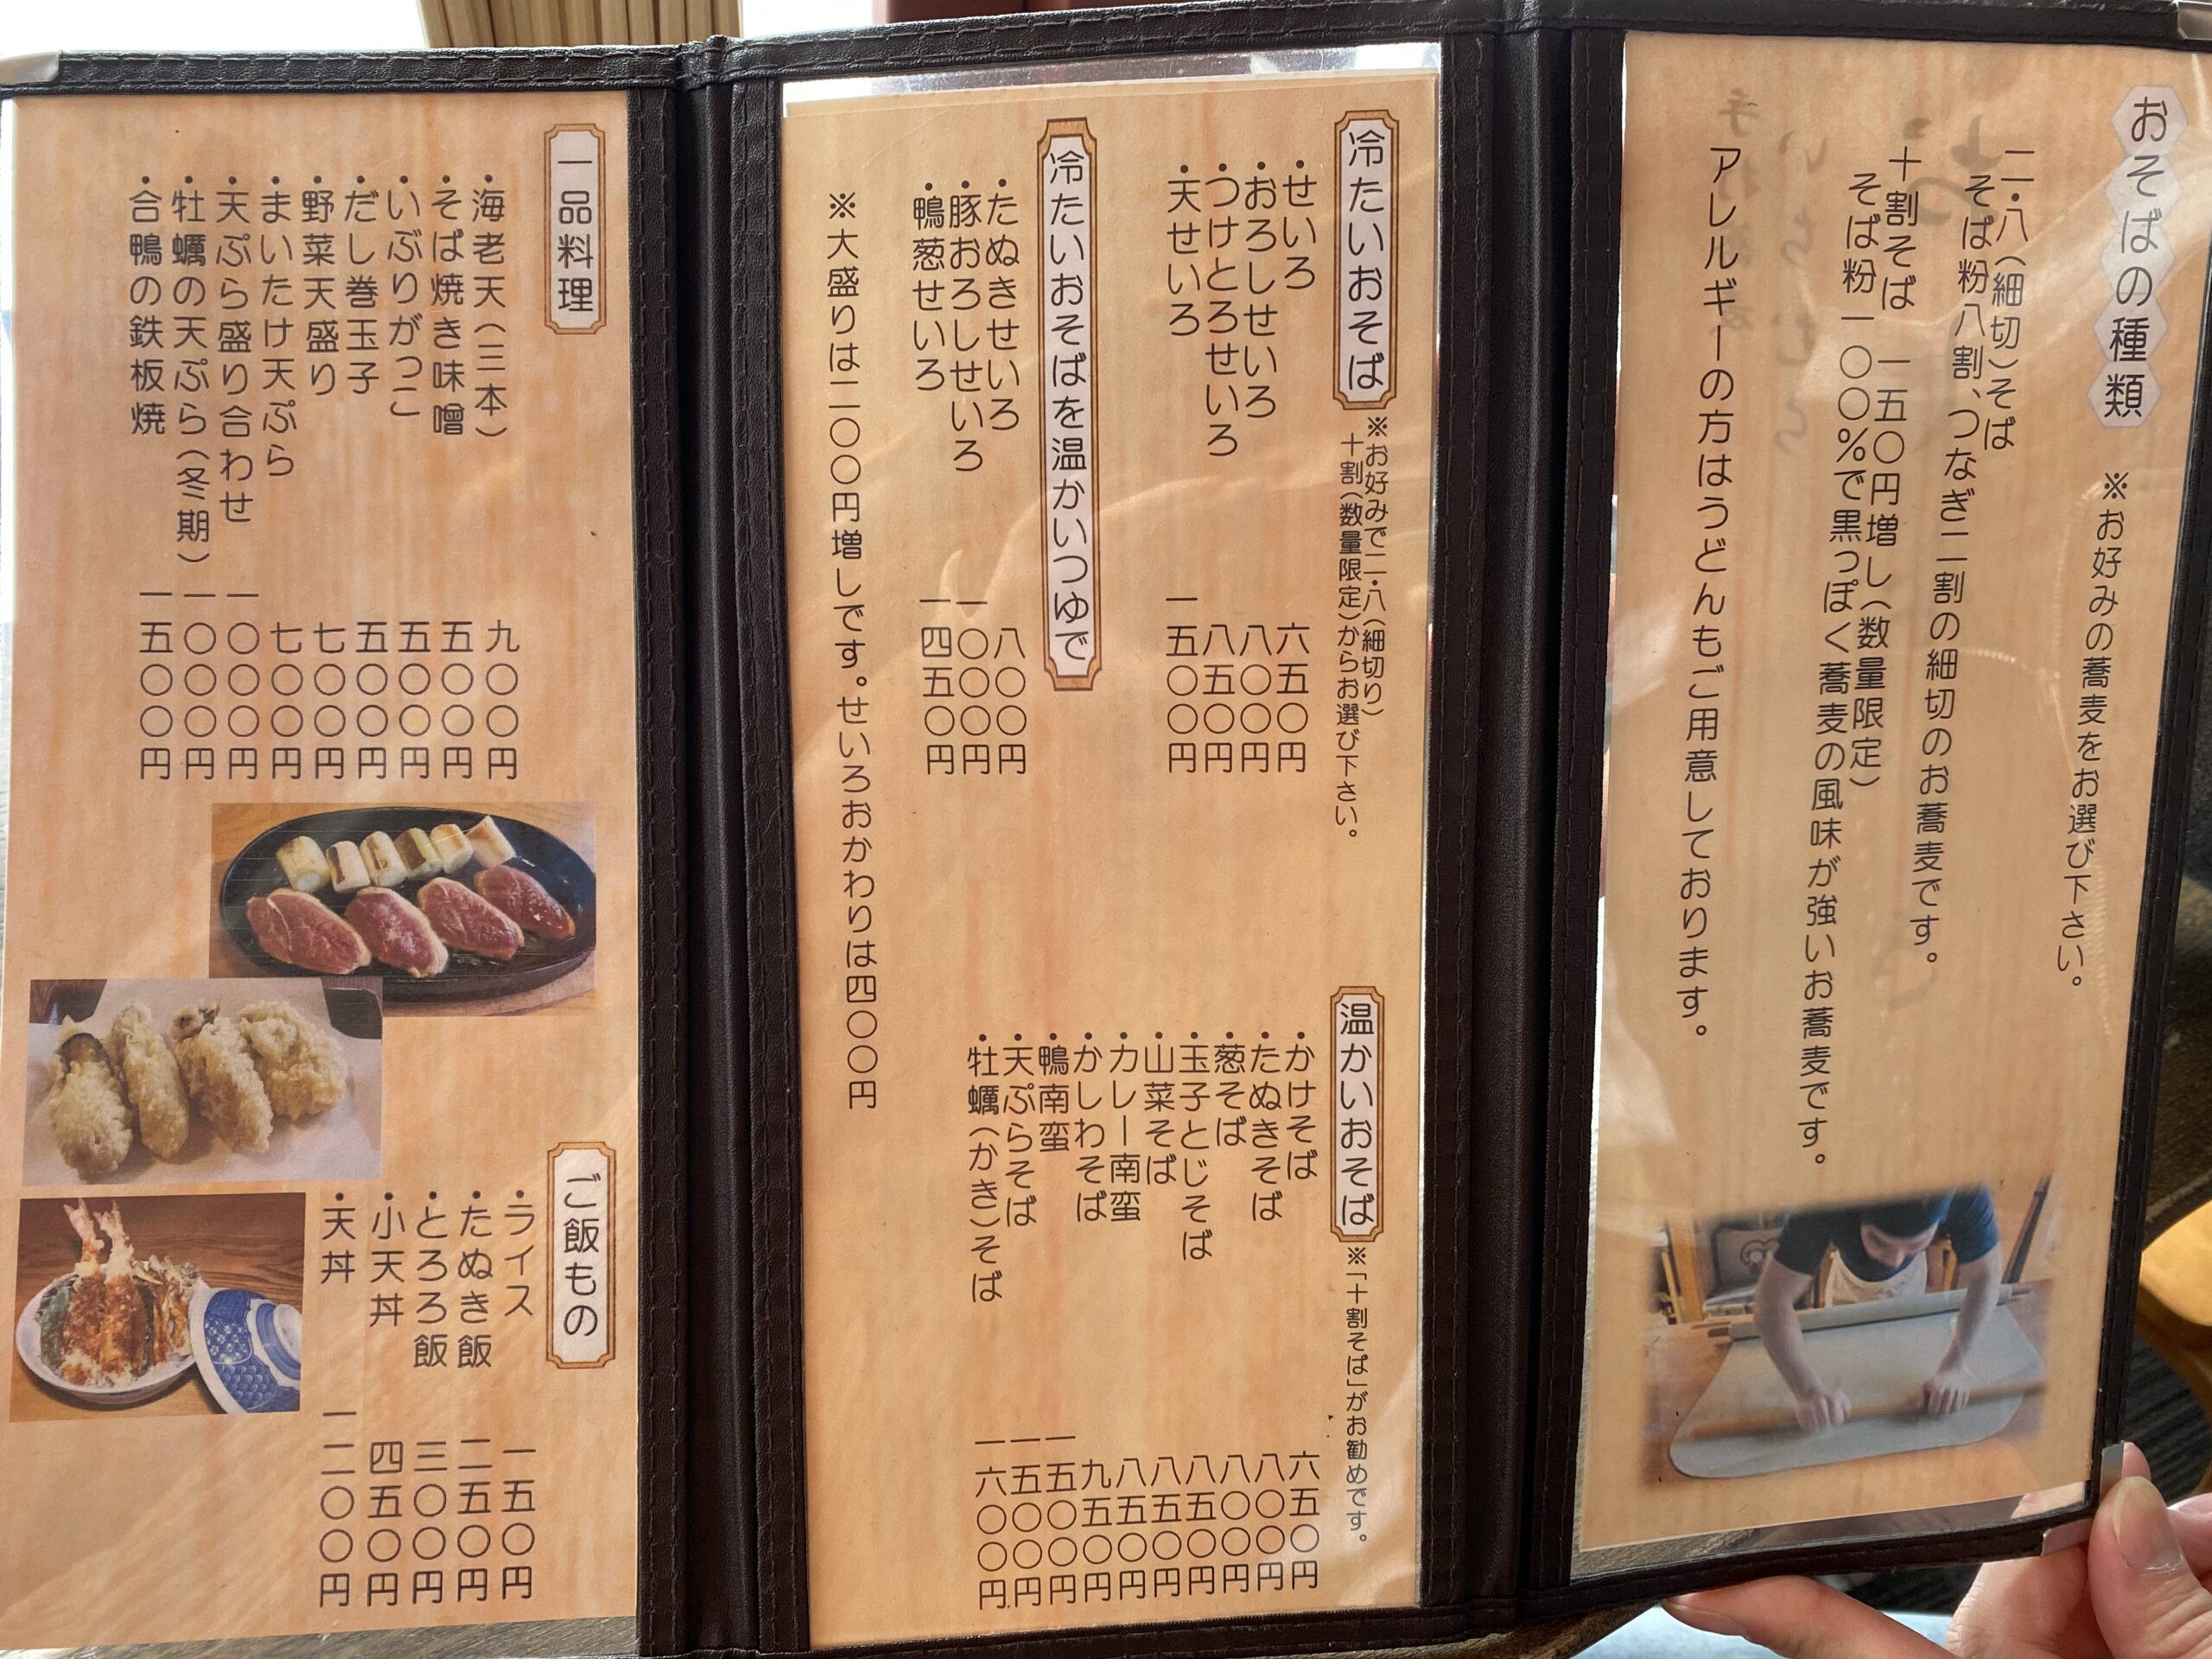 おそばの種類
※お好みの蕎麦をお選び下さい。
二・八(細切)そば
そば粉八割、つなぎ二割の細切のお蕎麦です。
十割そば 一五〇円増し(数量限定)
そば粉一〇〇%で黒っぽく蕎麦の風味が強いお蕎麦です。
アレルギーの方はうどんもご用意しております。
冷たいおそば
※お好みで二・八(細切り)
十割(数量限定)からお選び下さい。
・せいろ 六五〇円
・おろしせいろ 八〇〇円
・つけとろせいろ 八五〇円
・天せいろ 一五〇〇円
冷たいおそばを温かいつゆで
・たぬきせいろ 八〇〇円
・豚おろしせいろ 一〇〇〇円
・鴨葱せいろ 一四五〇円
※大盛りは二〇〇円増しです。せいろおかわりは四〇〇円
温かいおそば
※「十割そば」がお勧めです。
・かけそば 六五〇円
・たぬきそば 八〇〇円
・葱そば 八〇〇円
・玉子とじそば 八五〇円
・山菜そば 八五〇円
・カレー南蛮 八五〇円
・かしわそば 九五〇円
・鴨南蛮 一五〇〇円
・天ぷらそば 一五〇〇円
・牡蠣(かき)そば 一六〇〇円
一品料理
・海老天(三本) 九〇〇円
・そば焼き味噌 五〇〇円
・いぶりがっこ 五〇〇円
・だし巻玉子 五〇〇円
・野菜天盛り 七〇〇円
・まいたけ天ぷら 七〇〇円
・天ぷら盛り合わせ 一〇〇〇円
・牡蠣の天ぷら(冬期) 一〇〇〇円
・合鴨の鉄板焼 一五〇〇円
ご飯もの
・ライス 一五〇円
・たぬき飯 二五〇円
・とろろ飯 三〇〇円
・小天丼 四五〇円
・天丼 一二〇〇円